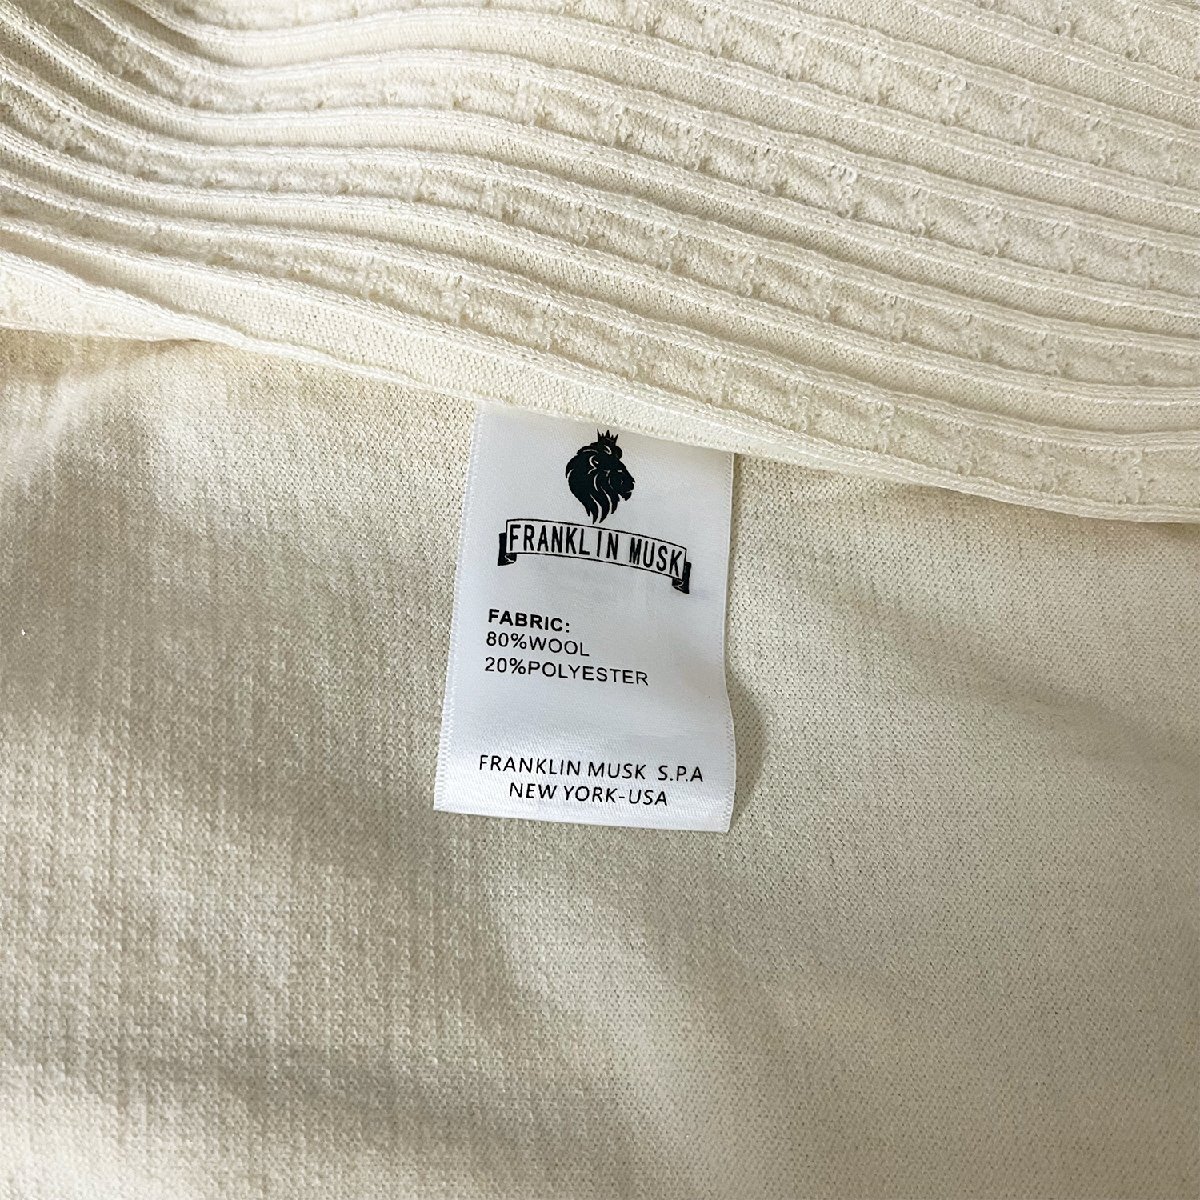 FRANKLIN MUSK
FABRIC:
80%WOOL
20%POLYESTER
FRANKLIN MUSK S.P.A
NEW YORK-USA